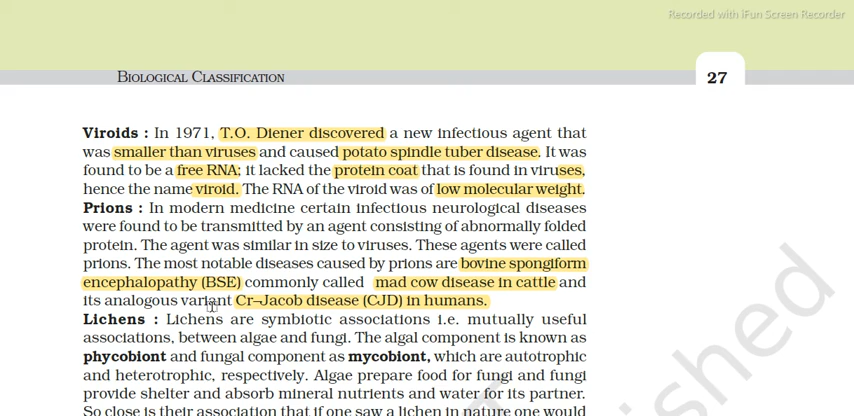 Recorded with iFun Screen Recorder
BIOLOGICAL CLASSIFICATION
27
Viroids : In 1971, T.O. Diener discovered a new infectious agent that
was smaller than viruses and caused potato spindle tuber disease. It was
found to be a free RNA; it lacked the protein coat that is found in viruses,
hence the name viroid. The RNA of the viroid was of low molecular weight.
Prions : In modern medicine certain infectious neurological diseases
were found to be transmitted by an agent consisting of abnormally folded
protein. The agent was similar in size to viruses. These agents were called
prions. The most notable diseases caused by prions are bovine spongiform
encephalopathy (BSE) commonly called mad cow disease in cattle and
its analogous variant Cr–Jacob disease (CJD) in humans.
Lichens : Lichens are symbiotic associations i.e. mutually useful
associations, between algae and fungi. The algal component is known as
phycobiont and fungal component as mycobiont, which are autotrophic
and heterotrophic, respectively. Algae prepare food for fungi and fungi
provide shelter and absorb mineral nutrients and water for its partner.
So close is their association that if one saw a lichen in nature one would